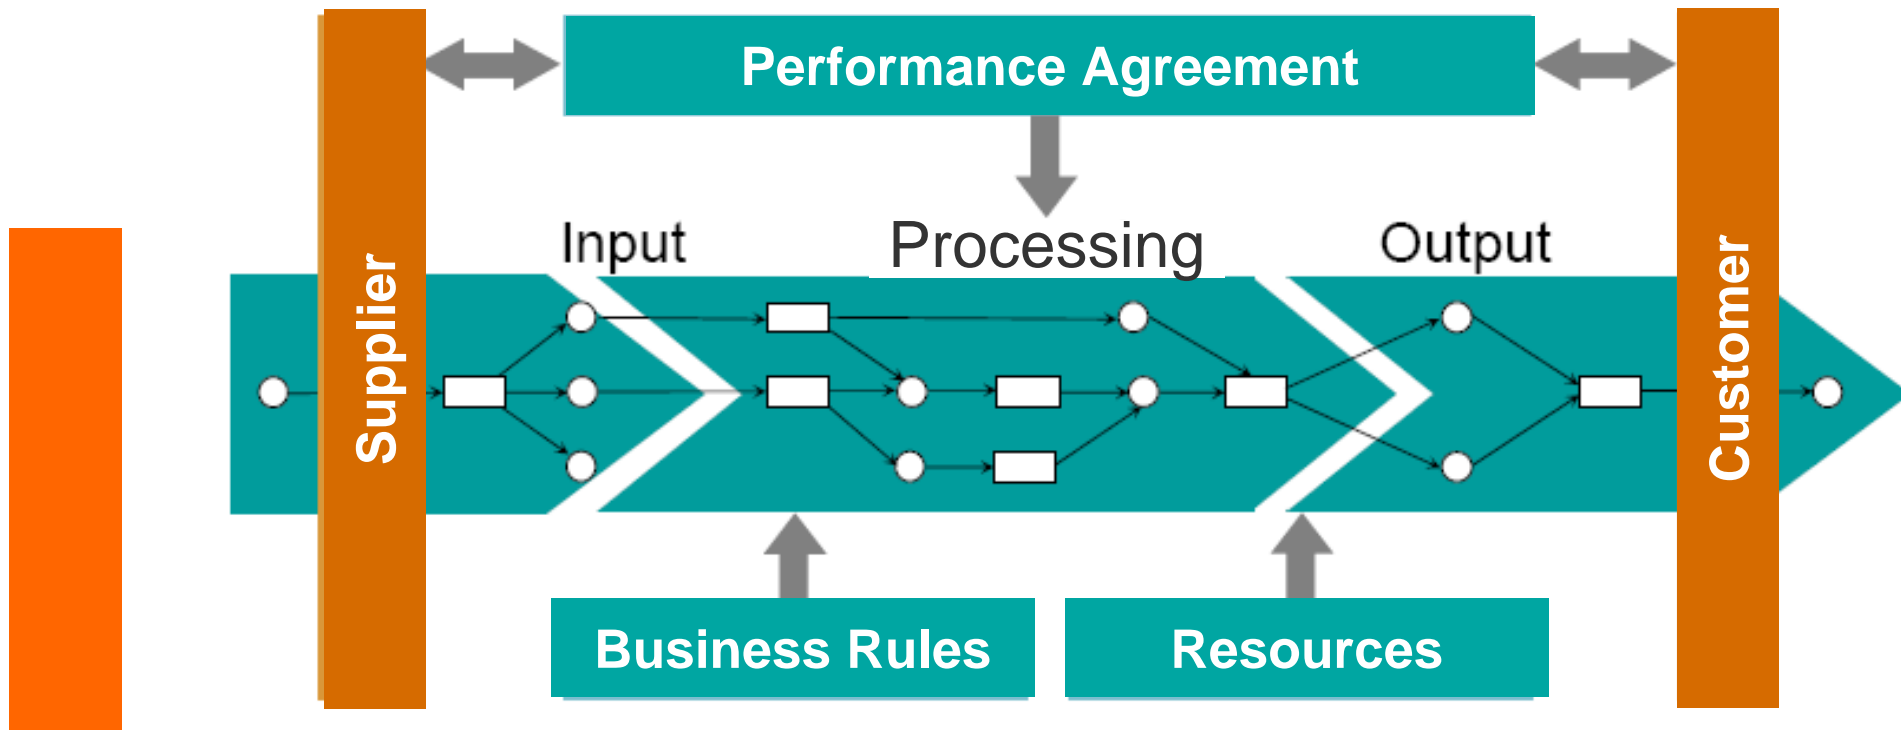 Performance Agreement
Input
Processing
Output
Supplier
Customer
Business Rules
Resources